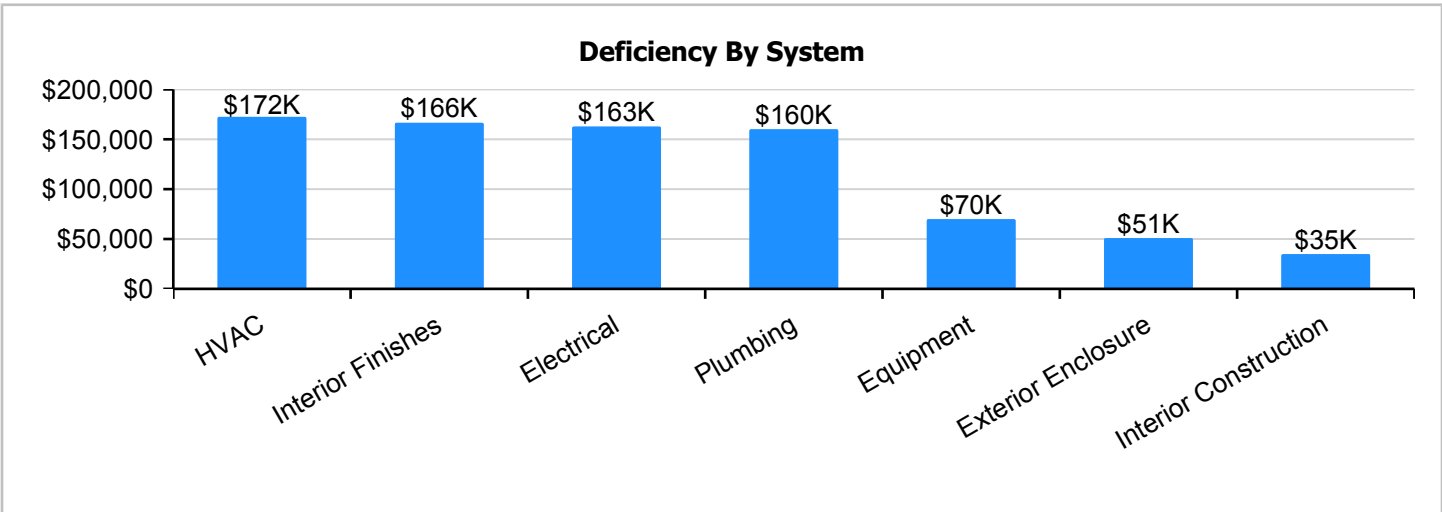 Deficiency By System
$200,000
$150,000
$100,000
$50,000
$0
$172K
$166K
$163K
$160K
$70K
$51K
$35K
HVAC
Interior Finishes
Electrical
Plumbing
Equipment
Exterior Enclosure
Interior Construction